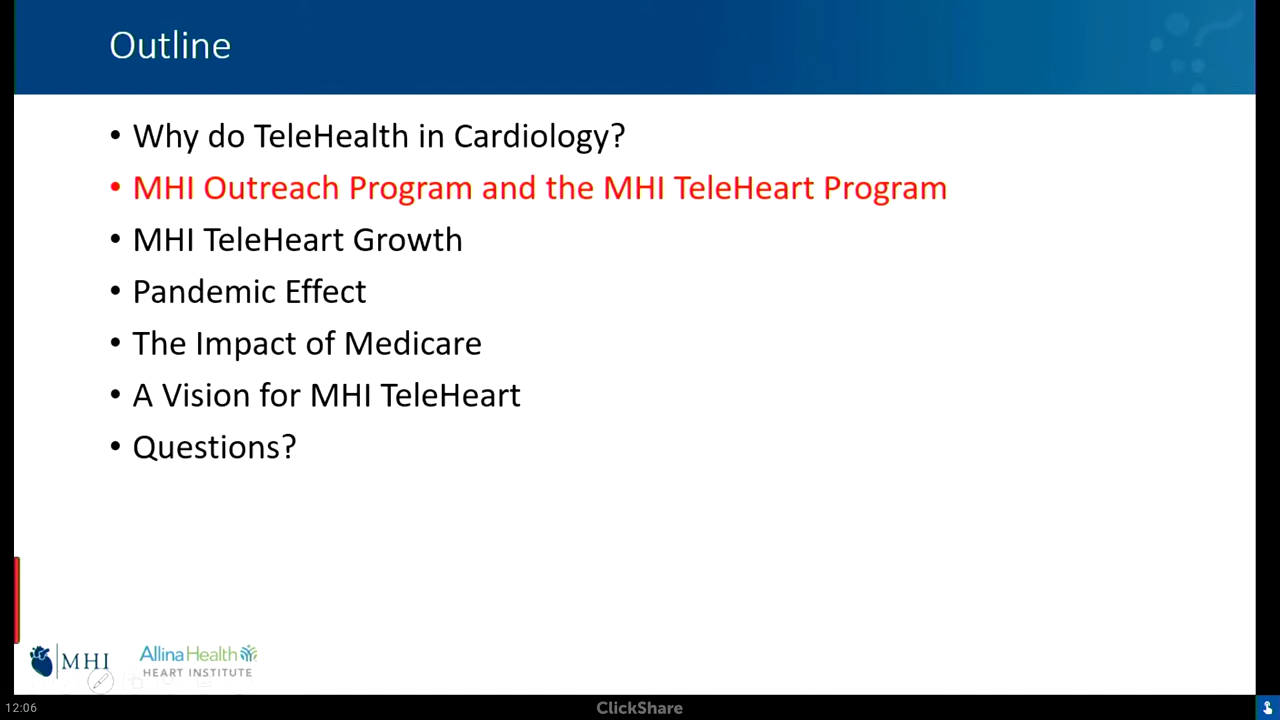 Outline
• Why do TeleHealth in Cardiology?
• MHI Outreach Program and the MHI TeleHeart Program
• MHI TeleHeart Growth
• Pandemic Effect
• The Impact of Medicare
• A Vision for MHI TeleHeart
• Questions?
MHI
Allina Health
HEART INSTITUTE
12:06
ClickShare